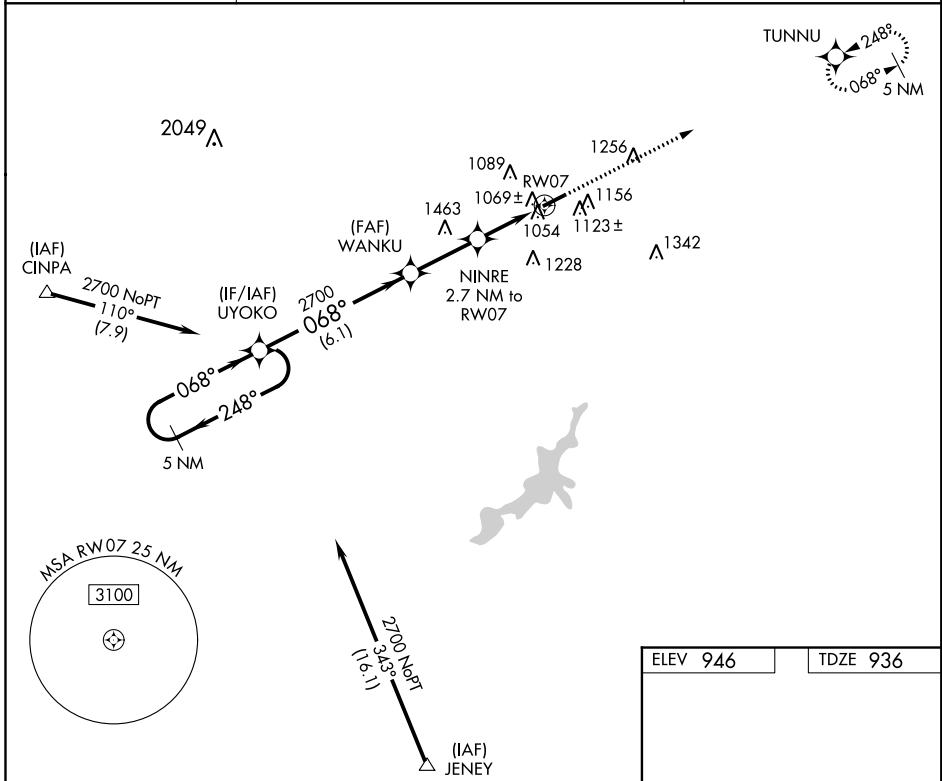 TUNNU
248°
068°
5 NM
2049
1256
1089
RW07
1069±
1156
1463
1054
1123±
(FAF)
WANKU
1342
1228
(IAF)
CINPA
NINRE
2.7 NM to
RW07
2700 NoPT
110°
(7.9)
(IF/IAF)
UYOKO
2700
068°
(6.1)
068°
248°
5 NM
MSA RW07 25 NM
3100
2700 NoPT
343°
(16.1)
ELEV 946
TDZE 936
(IAF)
JENEY